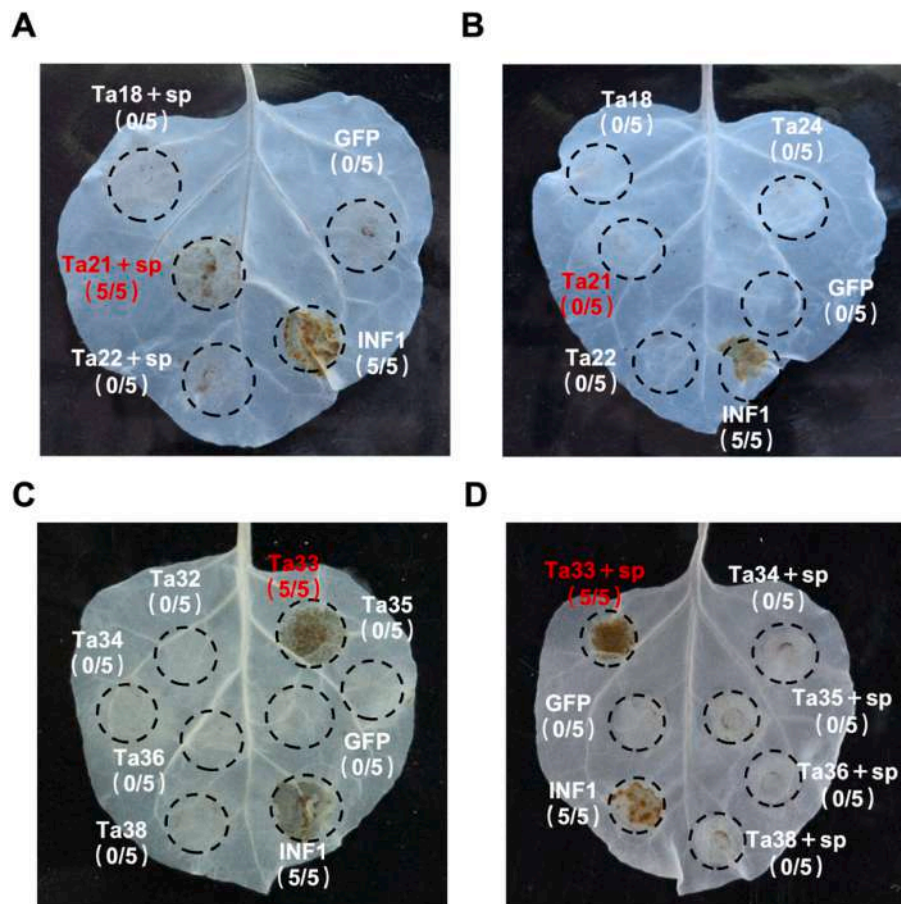 A
Ta18+sp
(0/5)
GFP
(0/5)
Ta21+sp
(5/5)
INF1
(5/5)
Ta22+sp
(0/5)
B
Ta18
(0/5)
Ta24
(0/5)
Ta21
(0/5)
GFP
(0/5)
Ta22
(0/5)
INF1
(5/5)
C
Ta33
(5/5)
Ta32
(0/5)
Ta35
(0/5)
Ta34
(0/5)
GFP
(0/5)
Ta36
(0/5)
Ta38
(0/5)
INF1
(5/5)
D
Ta33+sp
(5/5)
Ta34+sp
(0/5)
GFP
(0/5)
Ta35+sp
(0/5)
Ta36+sp
(0/5)
INF1
(5/5)
Ta38+sp
(0/5)